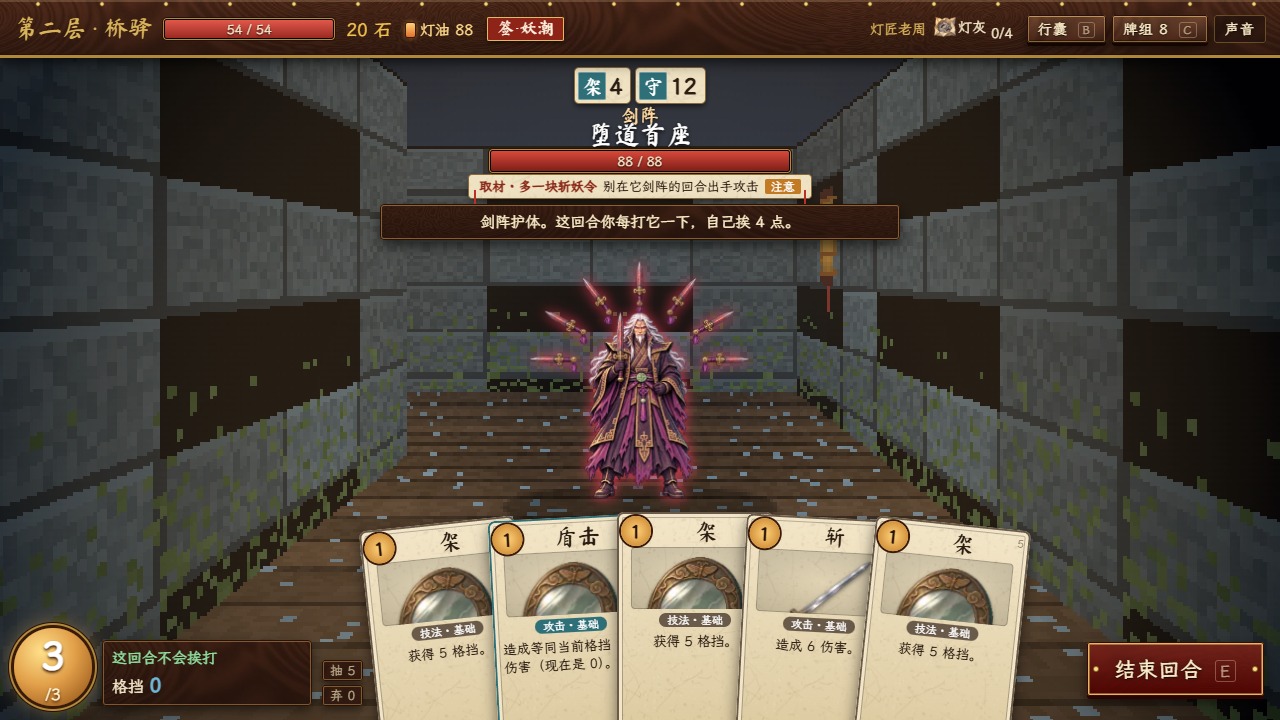 第二层·桥驿
54 / 54
20 石
灯油 88
签·妖潮
灯匠老周
灯灰 0/4
行囊 B
牌组 8 C
声音
架 4
守 12
剑阵
堕道首座
88 / 88
取材·多一块斩妖令 别在它剑阵的回合出手攻击 注意
剑阵护体。这回合你每打它一下，自己挨 4 点。
1 架
技法·基础
获得 5 格挡。
1 盾击
攻击·基础
造成等同当前格挡
伤害（现在是 0）。
1 架
技法·基础
获得 5 格挡。
1 斩
攻击·基础
造成 6 伤害。
1 架 5
技法·基础
获得 5 格挡。
3
/3
这回合不会挨打
格挡 0
抽 5
弃 0
结束回合 E